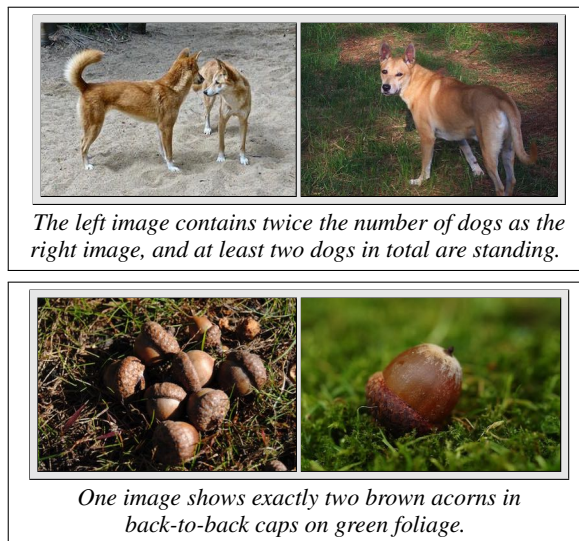 The left image contains twice the number of dogs as the
right image, and at least two dogs in total are standing.
One image shows exactly two brown acorns in
back-to-back caps on green foliage.